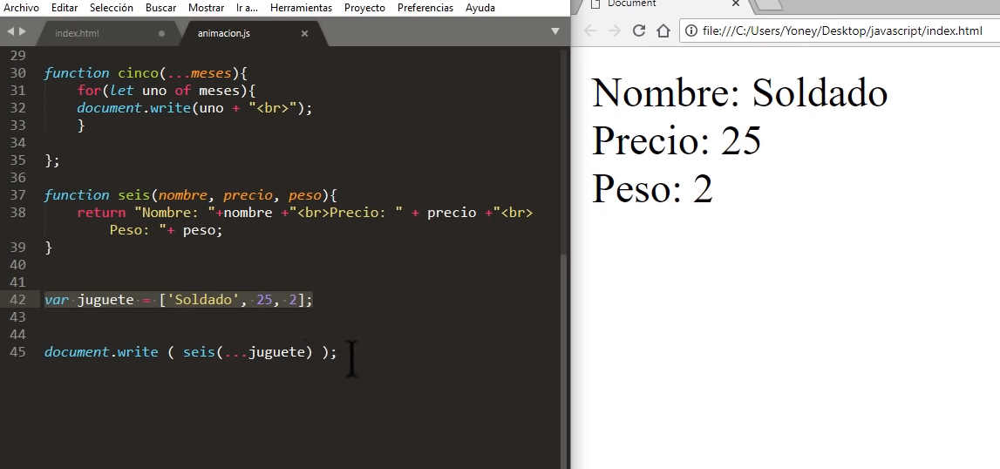 Archivo Editar Selección Buscar Mostrar Ir a... Herramientas Proyecto Preferencias Ayuda
index.html
animacion.js
29
30 function cinco(...meses){
31 for(let uno of meses){
32 document.write(uno + "<br>");
33 }
34
35 };
36
37 function seis(nombre, precio, peso){
38 return "Nombre: "+nombre +"<br>Precio: " + precio +"<br>
Peso: "+ peso;
39 }
40
41
42 var juguete = ['Soldado', 25, 2];
43
44
45 document.write ( seis(...juguete) );
Document
file:///C:/Users/Yoney/Desktop/javascript/index.html
Nombre: Soldado
Precio: 25
Peso: 2